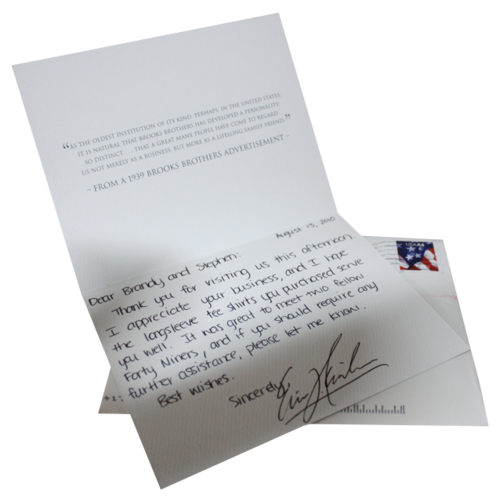 “AS THE OLDEST INSTITUTION OF ITS KIND, PERHAPS, IN THE UNITED STATES
IT IS NATURAL THAT BROOKS BROTHERS HAS DEVELOPED A PERSONALITY
SO DISTINCT . . . THAT A GREAT MANY PEOPLE HAVE COME TO REGARD
US NOT MERELY AS A BUSINESS, BUT MORE AS A LIFELONG FAMILY FRIEND.”
– FROM A 1939 BROOKS BROTHERS ADVERTISEMENT –
August 15, 2010
Dear Brandy and Stephen:
Thank you for visiting us this afternoon.
I appreciate your business, and I hope
the longsleeve tee shirts you purchased serve
you well. It was great to meet two fellow
Forty Niners, and if you should require any
further assistance, please let me know.
Best wishes.
Sincerely,
USA